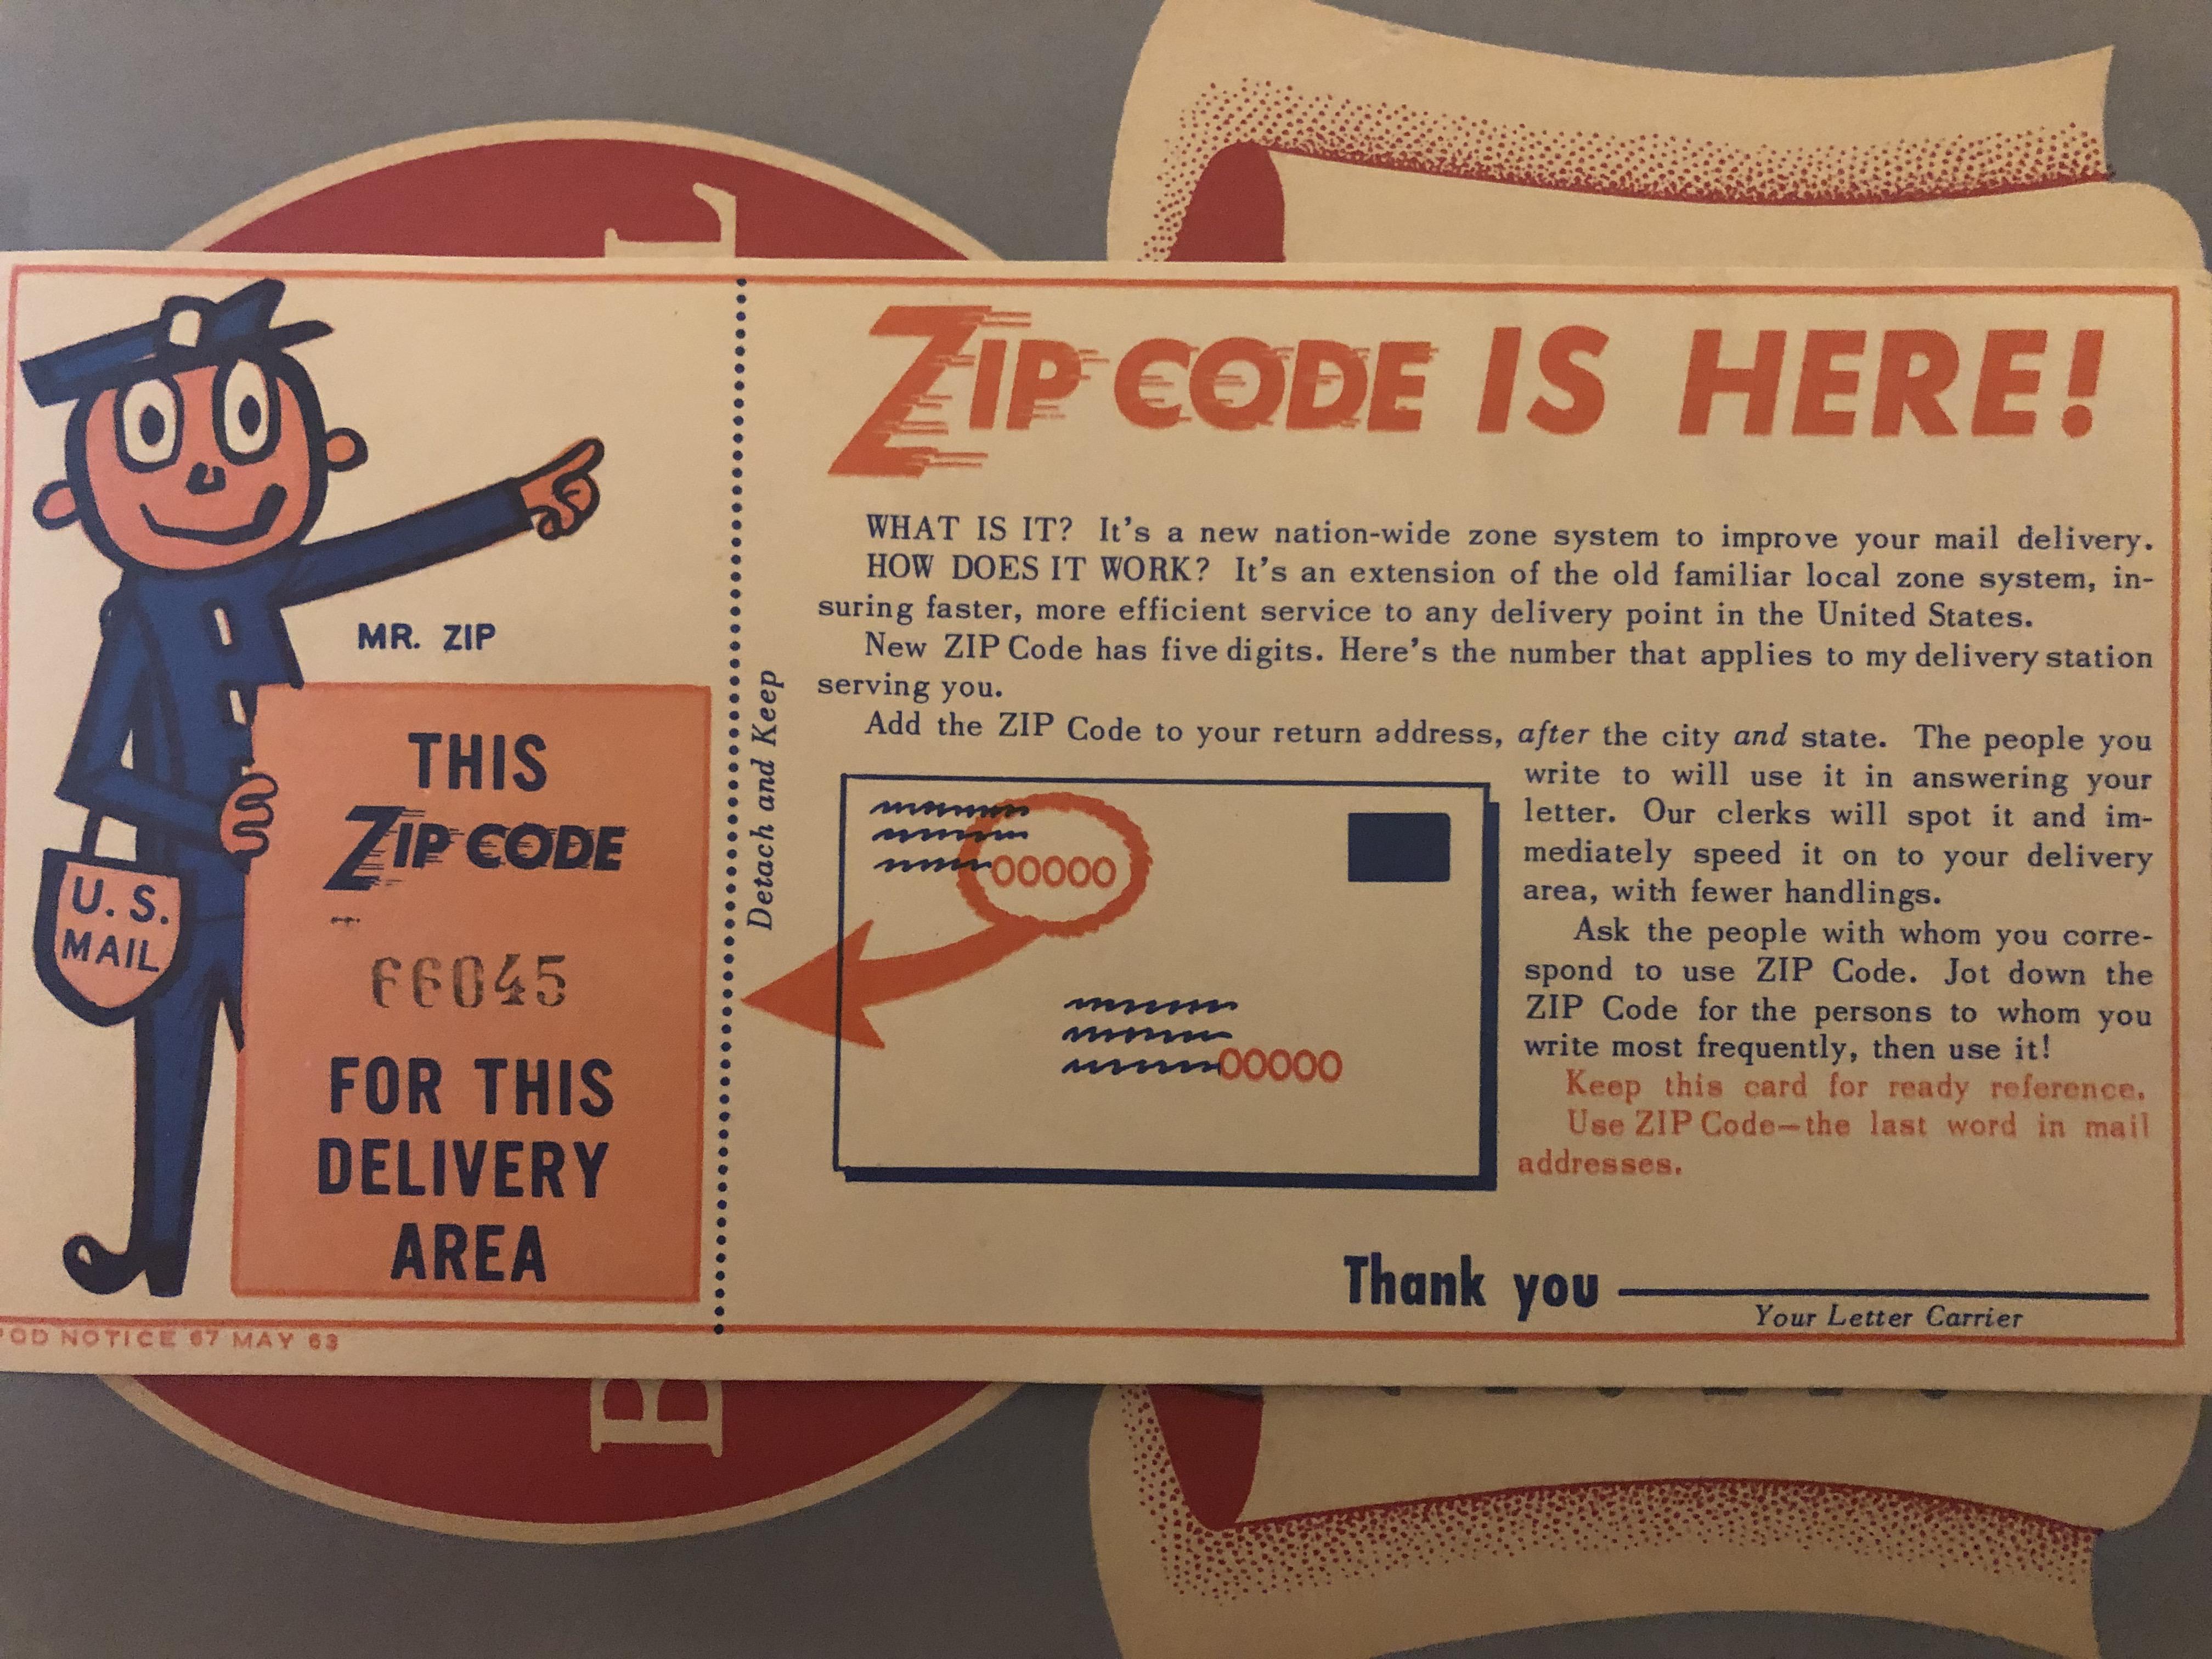 L
MR. ZIP
THIS
ZIP CODE
66045
FOR THIS
DELIVERY
AREA
U.S.
MAIL
POD NOTICE 67 MAY 63
Detach and Keep
ZIP CODE IS HERE!
WHAT IS IT? It's a new nation-wide zone system to improve your mail delivery.
HOW DOES IT WORK? It's an extension of the old familiar local zone system, in-
suring faster, more efficient service to any delivery point in the United States.
New ZIP Code has five digits. Here's the number that applies to my delivery station
serving you.
Add the ZIP Code to your return address, after the city and state. The people you
write to will use it in answering your
letter. Our clerks will spot it and im-
mediately speed it on to your delivery
area, with fewer handlings.
Ask the people with whom you corre-
spond to use ZIP Code. Jot down the
ZIP Code for the persons to whom you
write most frequently, then use it!
Keep this card for ready reference.
Use ZIP Code—the last word in mail
addresses.
00000
00000
Thank you
Your Letter Carrier
B